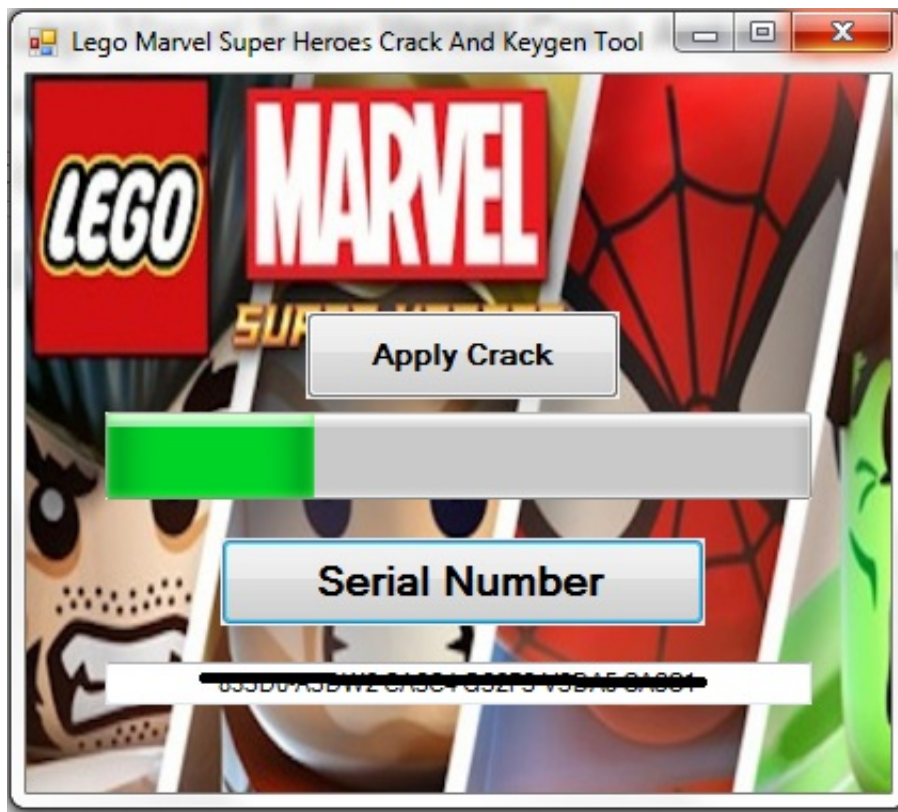 Lego Marvel Super Heroes Crack And Keygen Tool
LEGO
MARVEL
Apply Crack
Serial Number